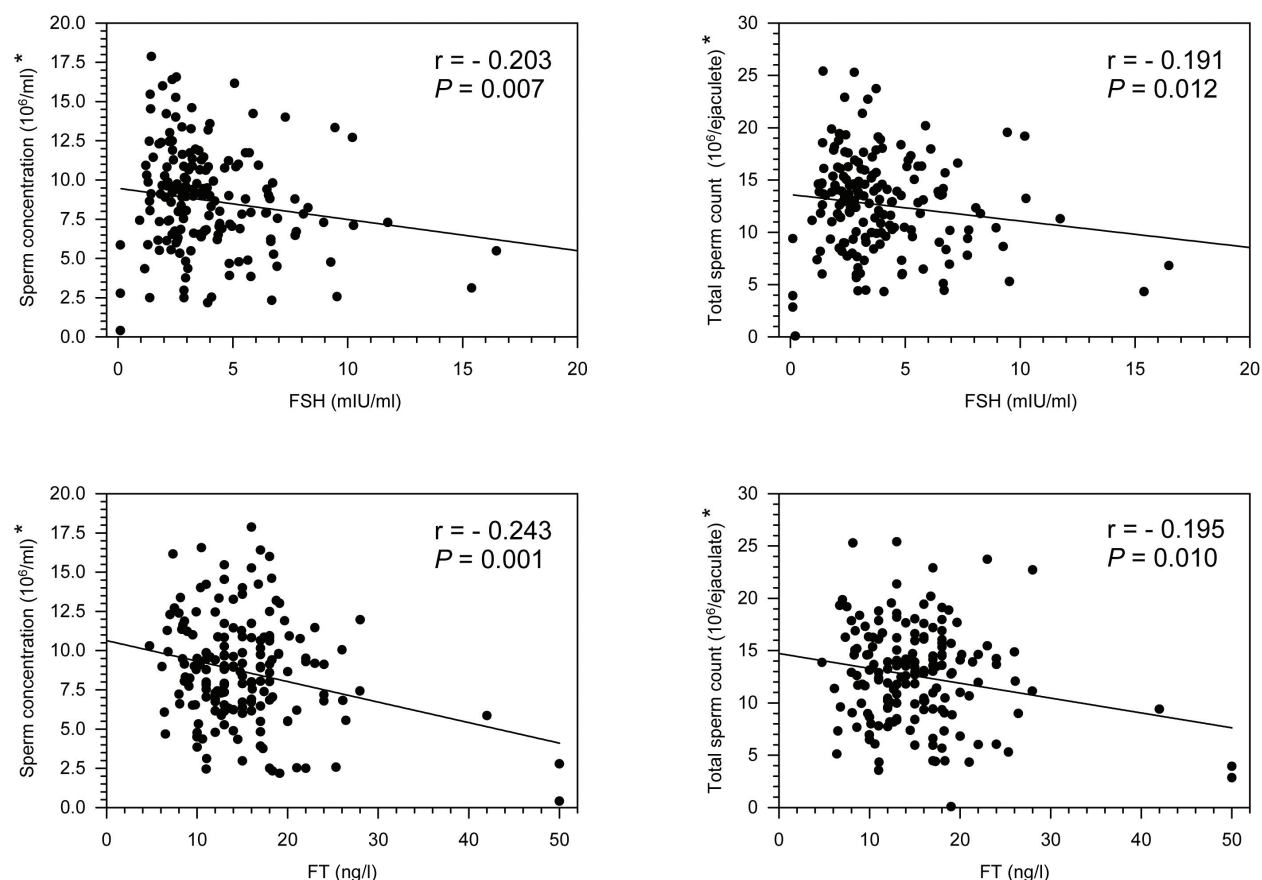 20.0
17.5
15.0
12.5
10.0
7.5
5.0
2.5
0.0
Sperm concentration (10⁶/ml) *
r = - 0.203
P = 0.007
0 5 10 15 20
FSH (mIU/ml)
30
25
20
15
10
5
0
Total sperm count (10⁶/ejaculete) *
r = - 0.191
P = 0.012
0 5 10 15 20
FSH (mIU/ml)
20.0
17.5
15.0
12.5
10.0
7.5
5.0
2.5
0.0
Sperm concentration (10⁶/ml) *
r = - 0.243
P = 0.001
0 10 20 30 40 50
FT (ng/l)
30
25
20
15
10
5
0
Total sperm count (10⁶/ejaculate) *
r = - 0.195
P = 0.010
0 10 20 30 40 50
FT (ng/l)